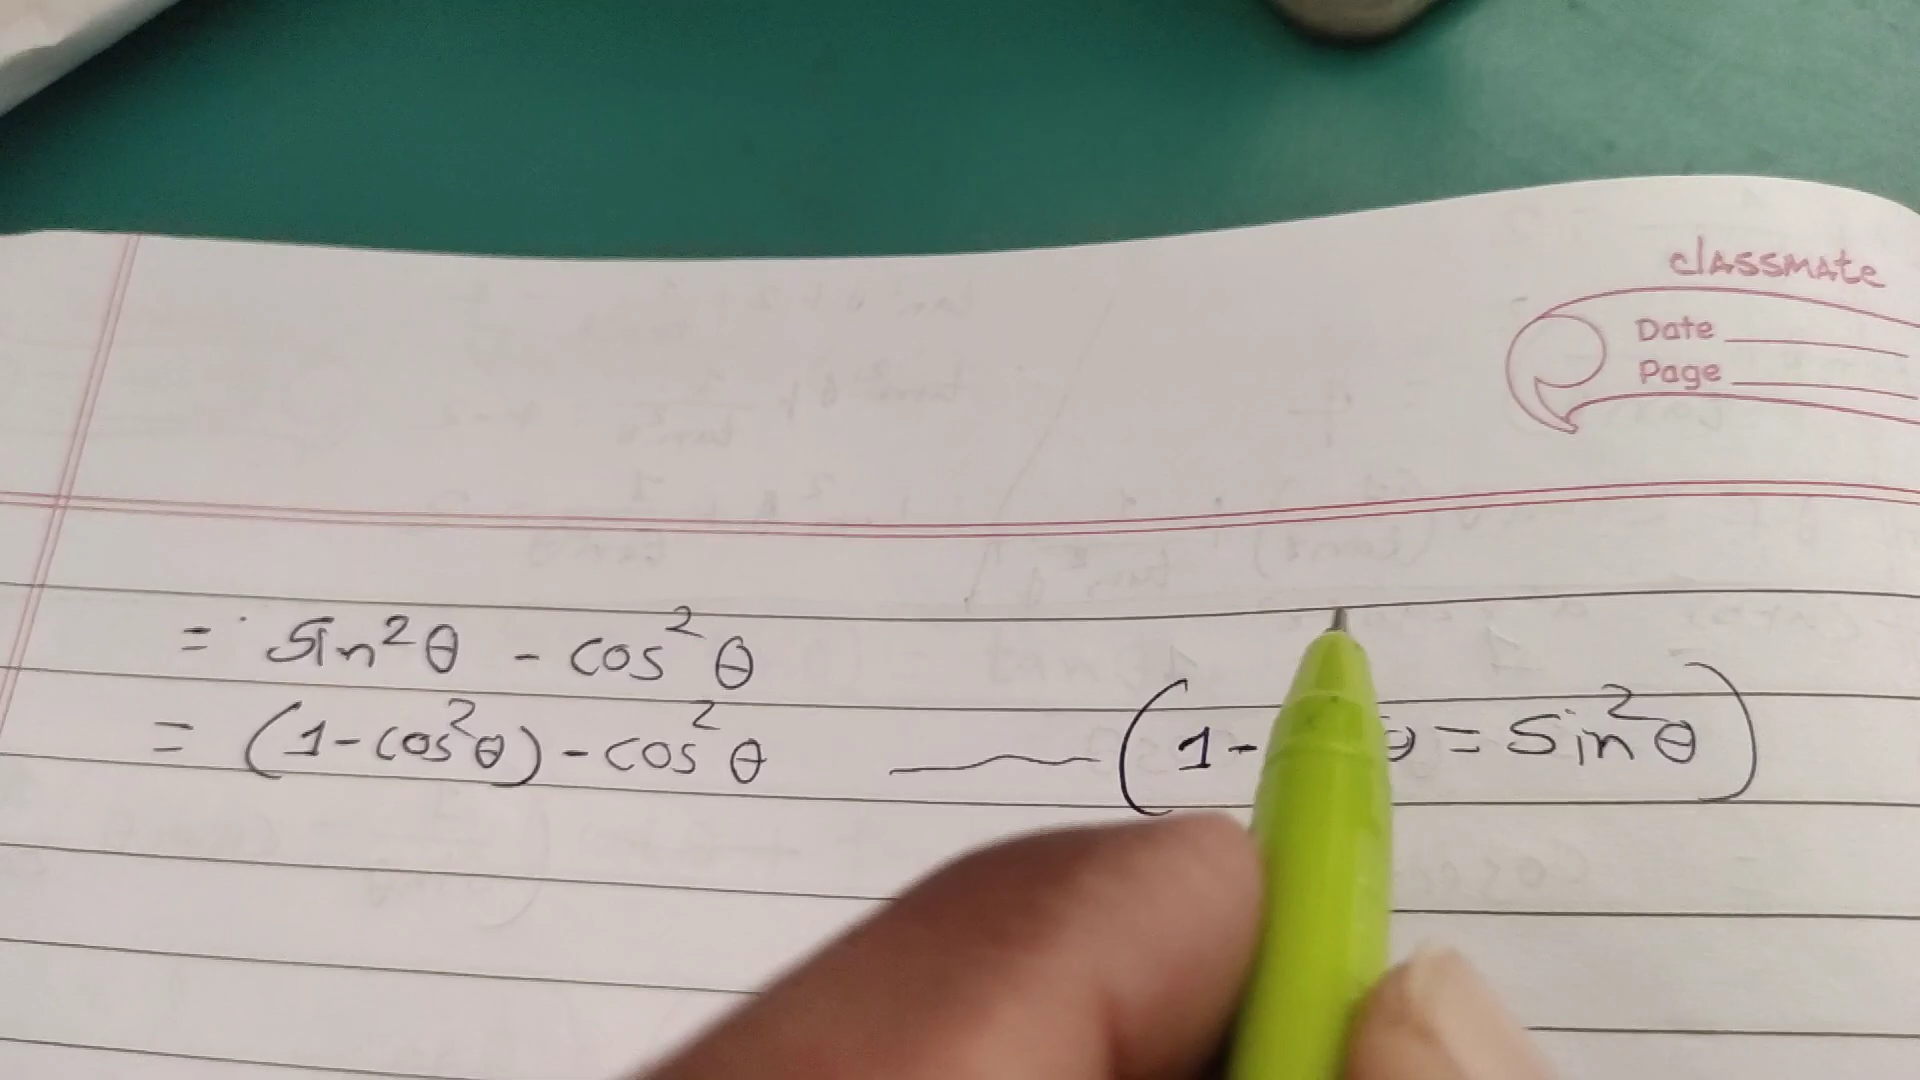 classmate
Date
Page
= sin²θ - cos²θ
= (1-cos²θ) - cos²θ (1- θ = sin²θ)